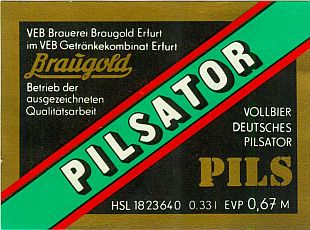 VEB Brauerei Braugold Erfurt
im VEB Getränkekombinat Erfurt
Braugold
Betrieb der
ausgezeichneten
Qualitätsarbeit
PILSATOR
VOLLBIER
DEUTSCHES
PILSATOR
PILS
HSL 1823640 0.33 l EVP 0,67 M